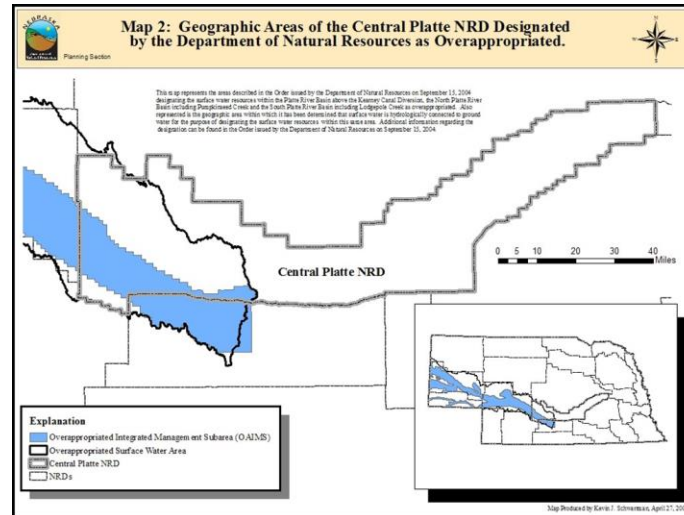 NEBRASKA
Planning Section
Map 2: Geographic Areas of the Central Platte NRD Designated
by the Department of Natural Resources as Overappropriated.
This map represents the areas described in the Order issued by the Department of Natural Resources on September 15, 2004
designating the surface water resources within the Platte River Basin above the Kearney Canal Diversion, the North Platte River
Basin including Pumpkinseed Creek and the South Platte River Basin including Lodgepole Creek as overappropriated. Also
represented is the geographic area within which it has been determined that surface water is hydrologically connected to ground
water for the purpose of designating the surface water resources within this same area. Additional information regarding the
designation can be found in the Order issued by the Department of Natural Resources on September 15, 2004.
Central Platte NRD
0 5 10 20 30 40
Miles
Explanation
Overappropriated Integrated Management Subarea (OAIMS)
Overappropriated Surface Water Area
Central Platte NRD
NRDs
Map Produced by Kevin J. Schwartman, April 27,